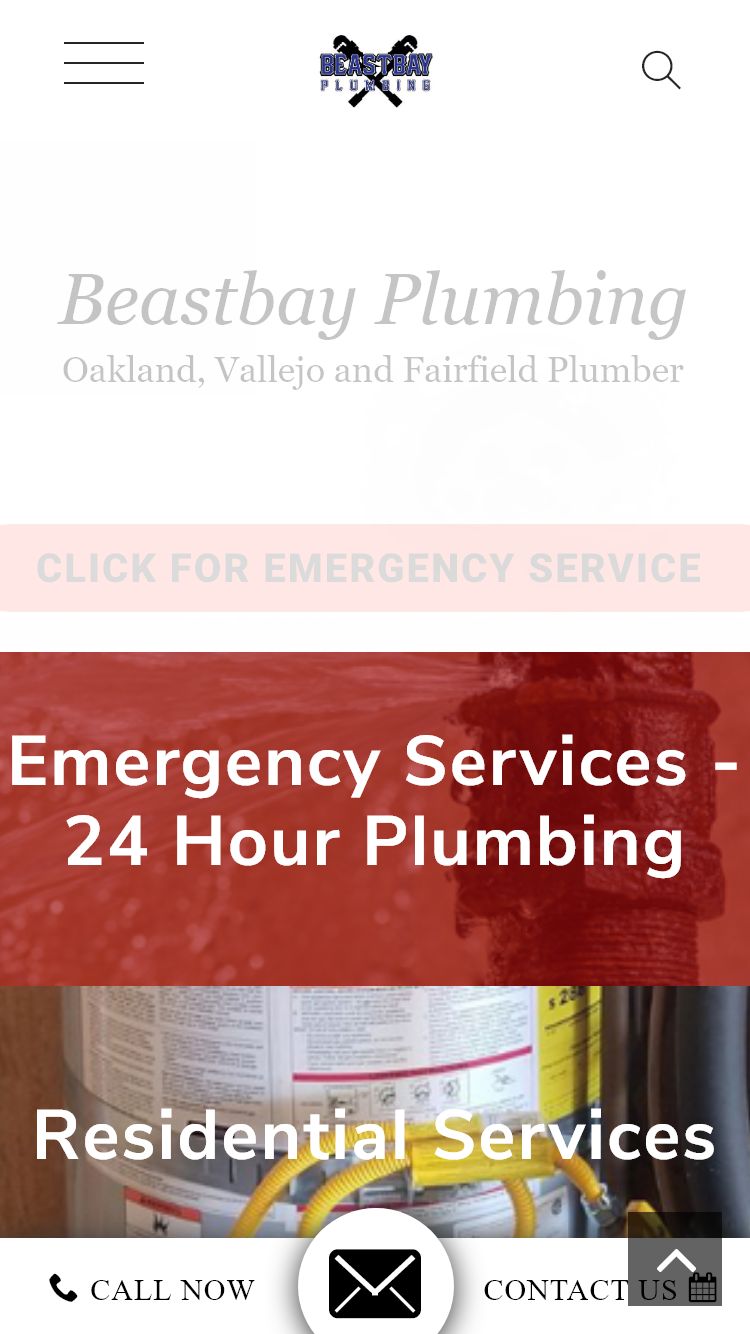 BEASTBAY
PLUMBING
Beastbay Plumbing
Oakland, Vallejo and Fairfield Plumber
CLICK FOR EMERGENCY SERVICE
Emergency Services -
24 Hour Plumbing
Residential Services
CALL NOW
CONTACT US